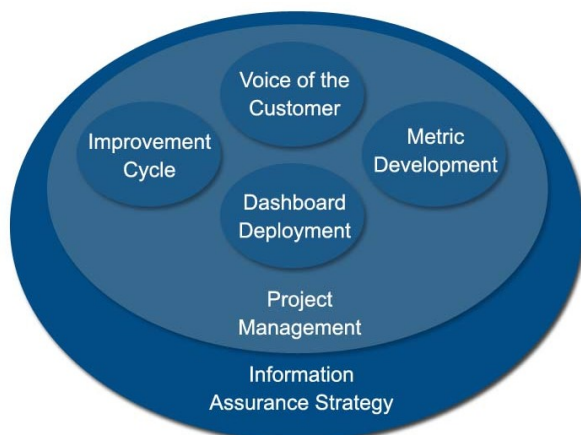 Voice of the
Customer
Improvement
Cycle
Metric
Development
Dashboard
Deployment
Project
Management
Information
Assurance Strategy